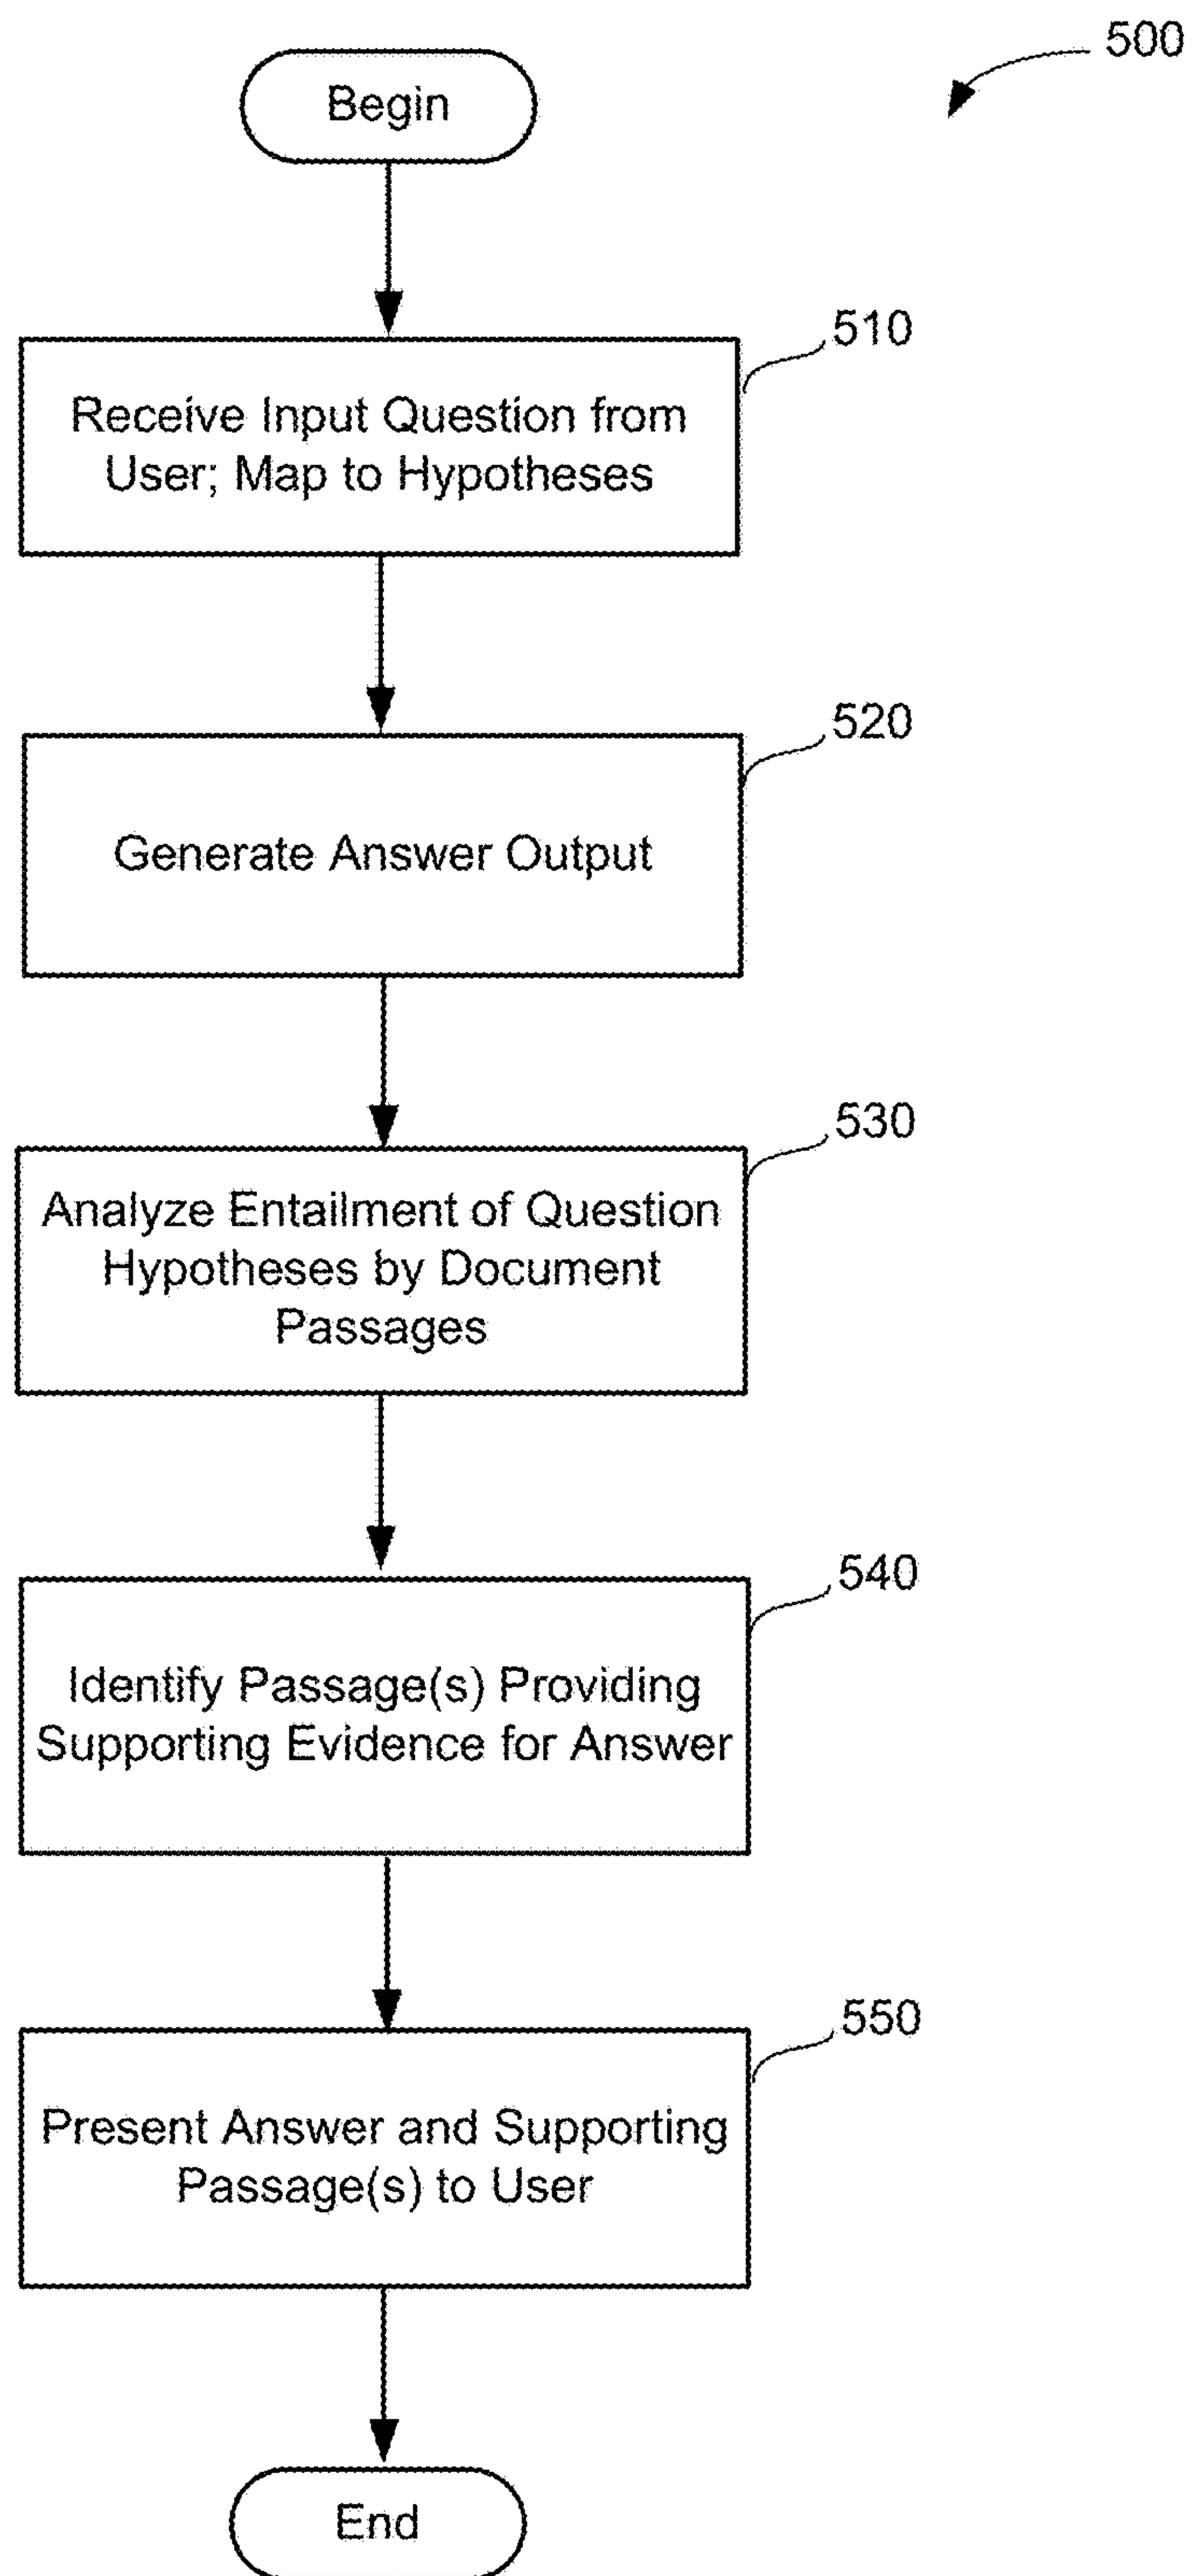 500
Begin
510
Receive Input Question from
User; Map to Hypotheses
520
Generate Answer Output
530
Analyze Entailment of Question
Hypotheses by Document
Passages
540
Identify Passage(s) Providing
Supporting Evidence for Answer
550
Present Answer and Supporting
Passage(s) to User
End